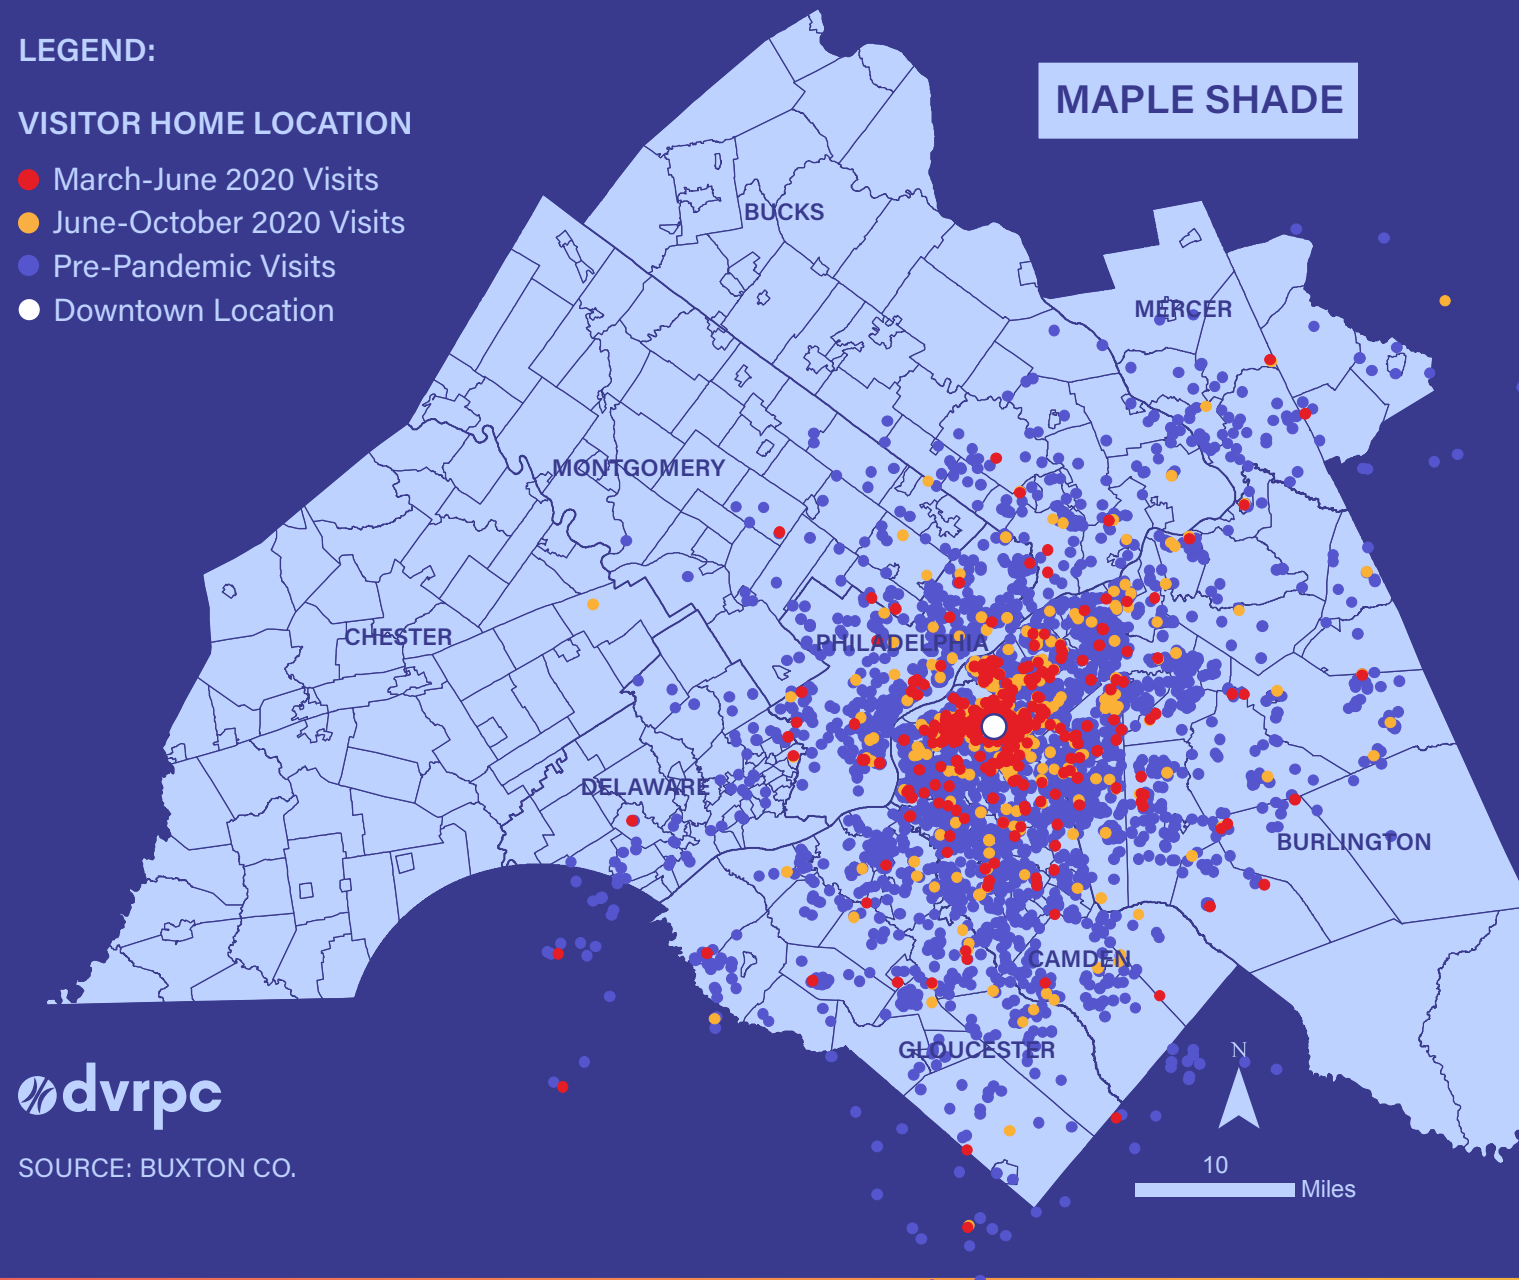 LEGEND:
MAPLE SHADE
VISITOR HOME LOCATION
March-June 2020 Visits
June-October 2020 Visits
Pre-Pandemic Visits
Downtown Location
BUCKS
MERCER
MONTGOMERY
CHESTER
PHILADELPHIA
DELAWARE
BURLINGTON
CAMDEN
GLOUCESTER
N
dvrpc
SOURCE: BUXTON CO.
10
Miles